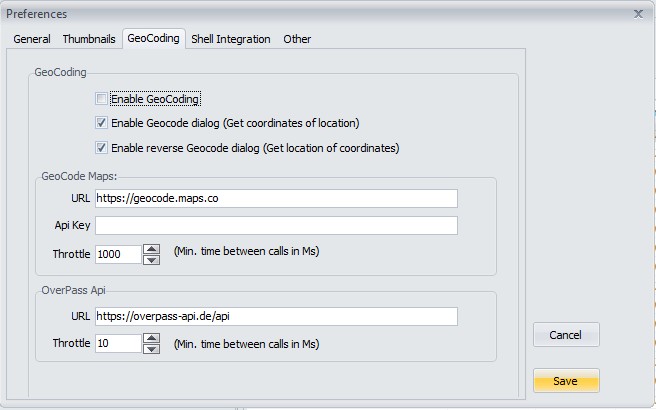 Preferences
General Thumbnails GeoCoding Shell Integration Other
GeoCoding
Enable GeoCoding
Enable Geocode dialog (Get coordinates of location)
Enable reverse Geocode dialog (Get location of coordinates)
GeoCode Maps:
URL https://geocode.maps.co
Api Key
Throttle 1000 (Min. time between calls in Ms)
OverPass Api
URL https://overpass-api.de/api
Throttle 10 (Min. time between calls in Ms)
Cancel
Save